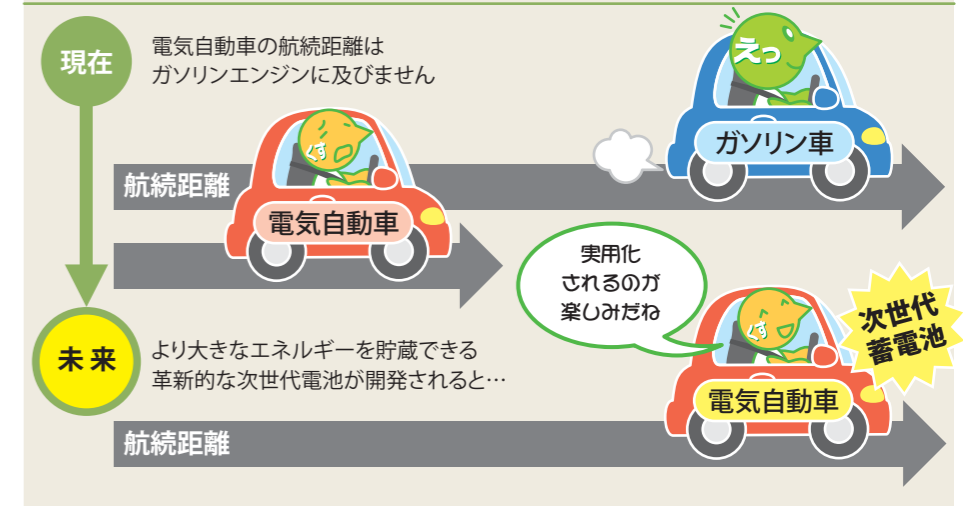 現在
電気自動車の航続距離は
ガソリンエンジンに及びません
えっ
ガソリン車
航続距離
くす
電気自動車
実用化
されるのが
楽しみだね
次世代
蓄電池
未来
より大きなエネルギーを貯蔵できる
革新的な次世代電池が開発されると…
くす
電気自動車
航続距離